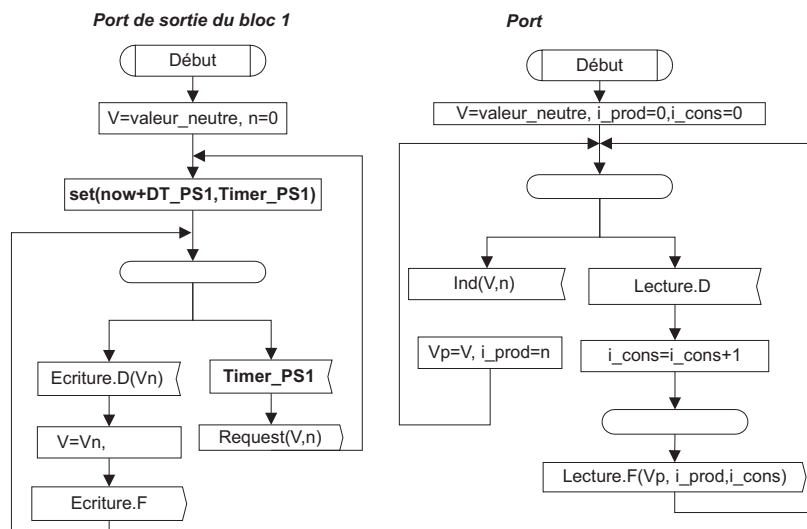 Port de sortie du bloc 1
Début
V=valeur_neutre, n=0
set(now+DT_PS1,Timer_PS1)
Ecriture.D(Vn)
Timer_PS1
V=Vn,
Request(V,n)
Ecriture.F
Port
Début
V=valeur_neutre, i_prod=0,i_cons=0
Ind(V,n)
Lecture.D
Vp=V, i_prod=n
i_cons=i_cons+1
Lecture.F(Vp, i_prod,i_cons)